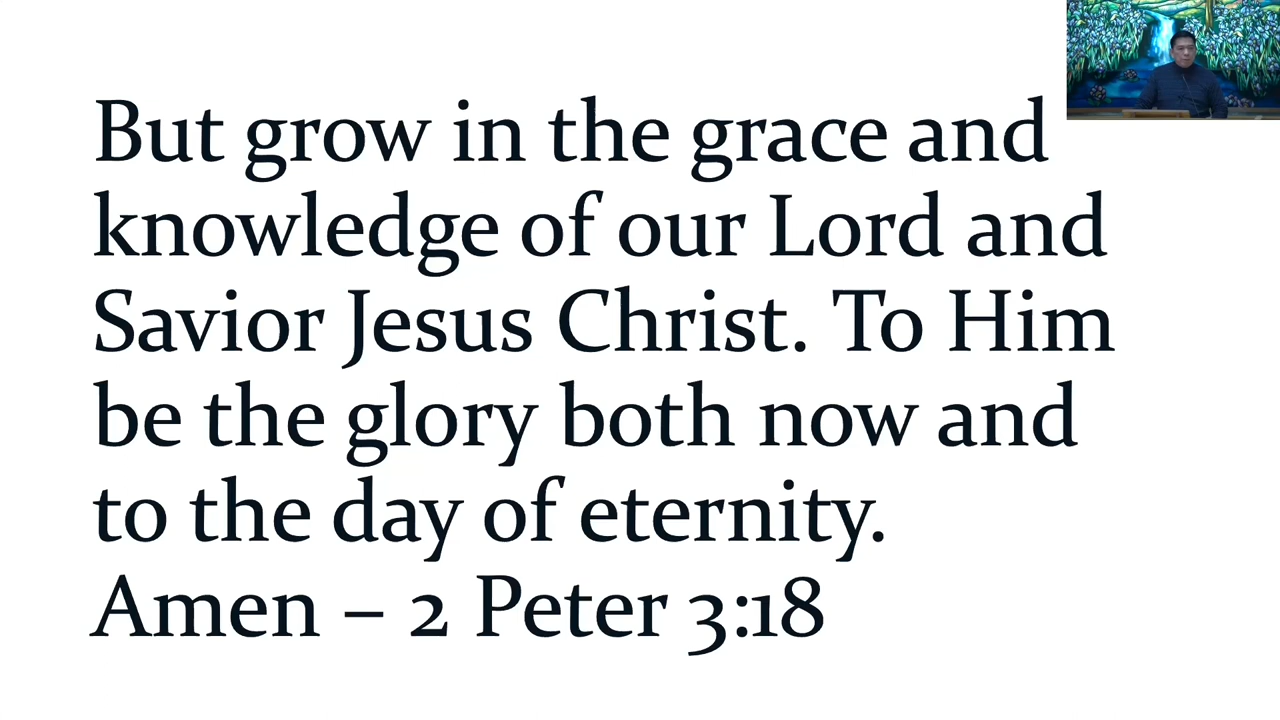 But grow in the grace and
knowledge of our Lord and
Savior Jesus Christ. To Him
be the glory both now and
to the day of eternity.
Amen – 2 Peter 3:18